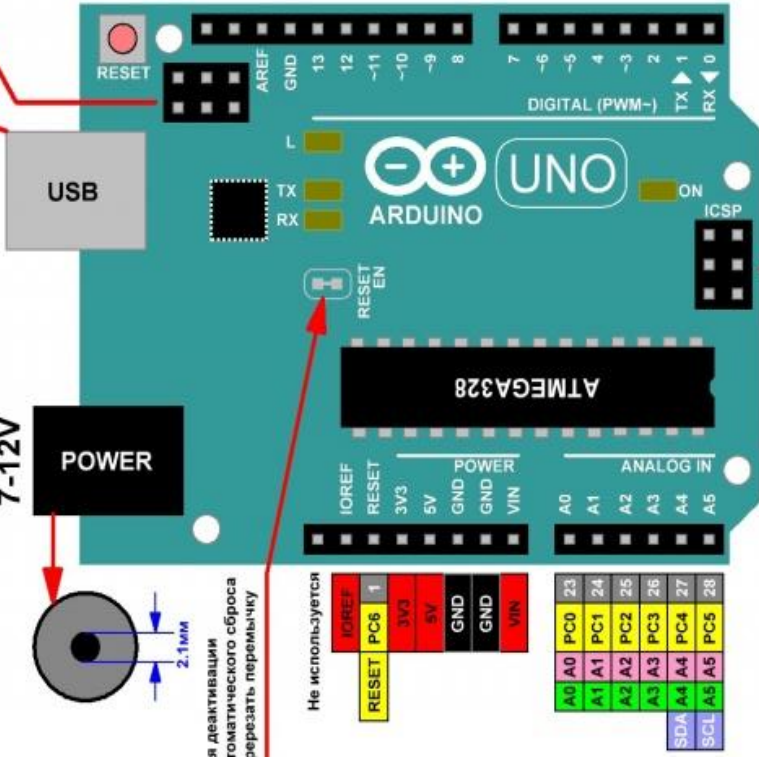 RESET
AREF
GND
13
12
~11
~10
~9
8
7
~6
~5
4
~3
2
TX 1
RX 0
DIGITAL (PWM~)
USB
L
TX
RX
ARDUINO
UNO
ON
ICSP
RESET EN
ATMEGA328
7-12V
POWER
POWER
ANALOG IN
IOREF
RESET
3V3
5V
GND
GND
VIN
A0
A1
A2
A3
A4
A5
2.1мм
деактивации
сброса
перемычку
Не используется
IOREF
1 PC6 RESET
3V3
5V
GND
GND
VIN
23 PC0 A0 A0
24 PC1 A1 A1
25 PC2 A2 A2
26 PC3 A3 A3
27 PC4 A4 A4 SDA
28 PC5 A5 A5 SCL